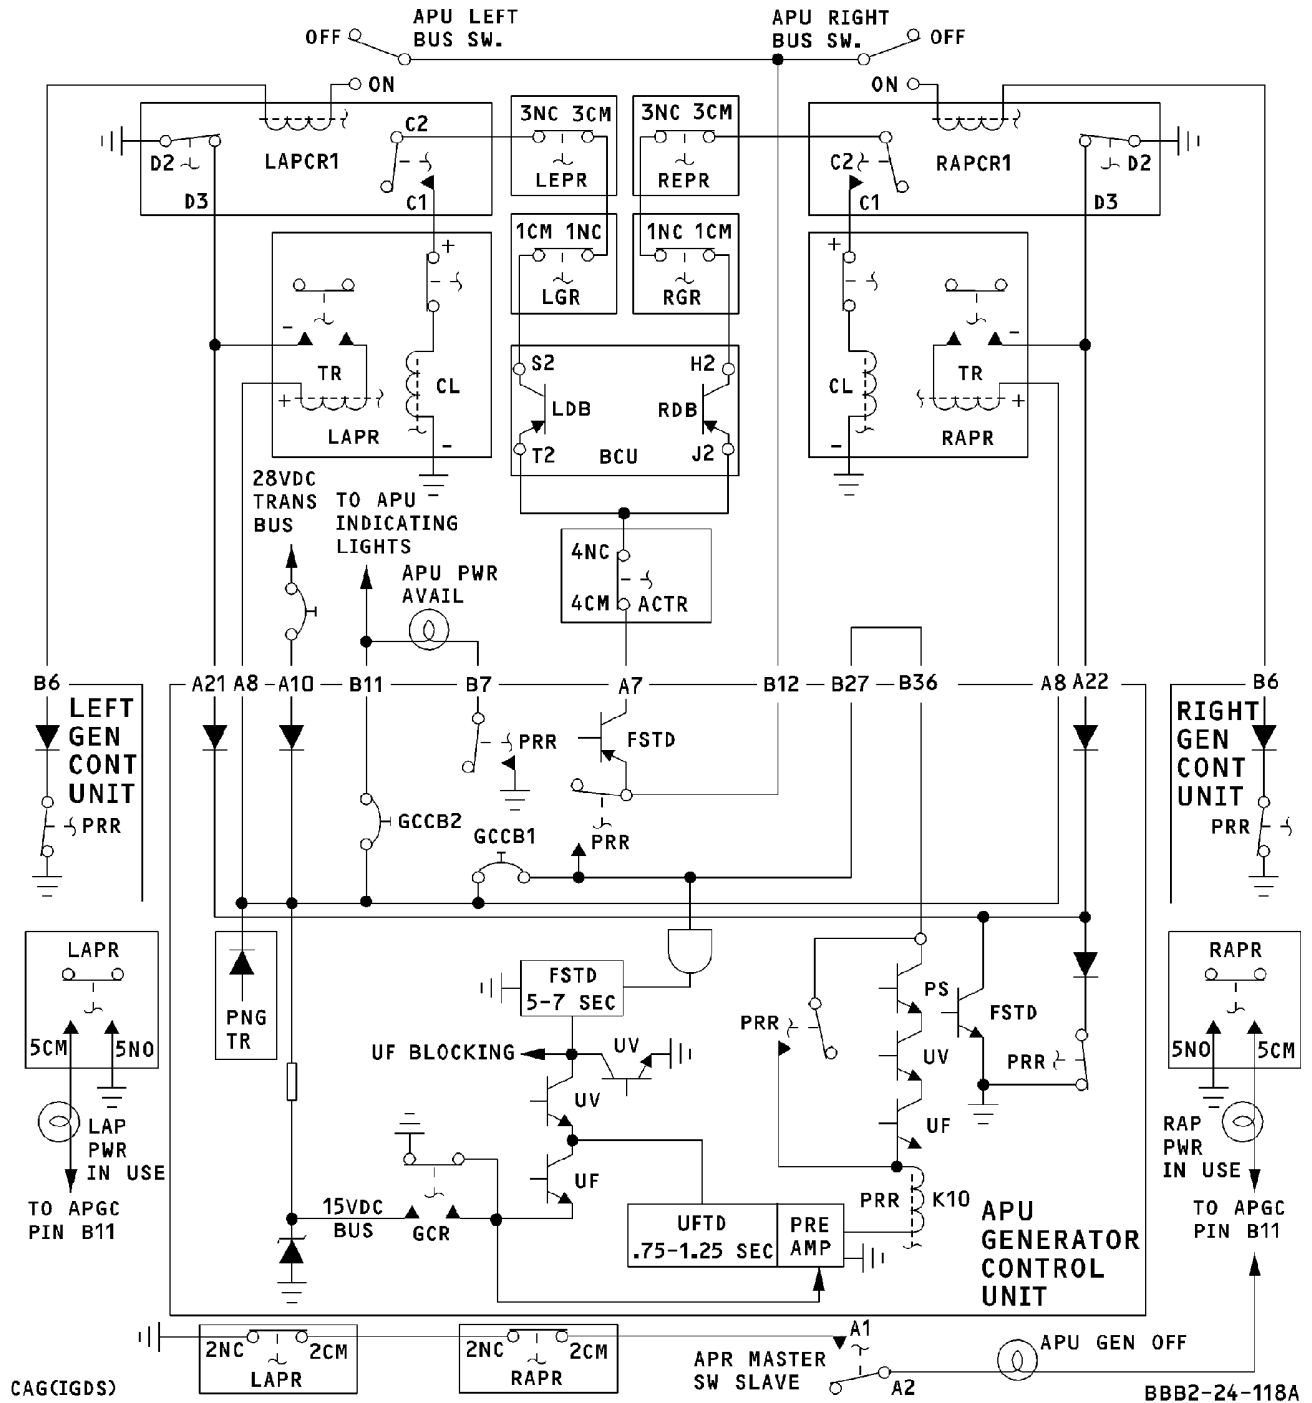 APU LEFT
BUS SW.
OFF
ON
APU RIGHT
BUS SW.
OFF
ON
D2
LAPCR1
C2
C1
D3
3NC 3CM
LEPR
3NC 3CM
REPR
C2
RAPCR1
D2
C1
D3
1CM 1NC
LGR
1NC 1CM
RGR
+
-
TR
+
CL
LAPR
-
+
-
CL
TR
+
-
RAPR
S2
LDB
T2
BCU
H2
RDB
J2
28VDC
TRANS
BUS
TO APU
INDICATING
LIGHTS
APU PWR
AVAIL
4NC
4CM
ACTR
B6
A21
A8
A10
B11
B7
A7
B12
B27
B36
A8
A22
B6
LEFT
GEN
CONT
UNIT
PRR
PRR
FSTD
RIGHT
GEN
CONT
UNIT
PRR
GCCB2
GCCB1
PRR
LAPR
5CM
5NO
PNG
TR
FSTD
5-7 SEC
UF BLOCKING
UV
UV
UF
PRR
PS
UV
UF
FSTD
PRR
RAPR
5NO
5CM
LAP
PWR
IN USE
TO APGC
PIN B11
15VDC
BUS
GCR
UFTD
.75-1.25 SEC
PRE
AMP
PRR
K10
APU
GENERATOR
CONTROL
UNIT
RAP
PWR
IN USE
TO APGC
PIN B11
2NC
2CM
LAPR
2NC
2CM
RAPR
APR MASTER
SW SLAVE
A1
A2
APU GEN OFF
CAG(IGDS)
BBB2-24-118A